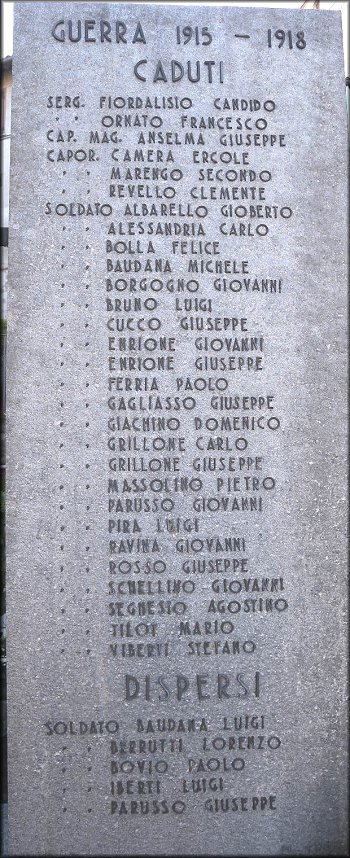 GUERRA 1915 - 1918
CADUTI
SERG. FIORDALISIO CANDIDO
" " ORNATO FRANCESCO
CAP. MAG. ANSELMA GIUSEPPE
CAPOR. CAMERA ERCOLE
" " MARENGO SECONDO
" " REVELLO CLEMENTE
SOLDATO ALBARELLO GIOBERTO
" " ALESSANDRIA CARLO
" " BOLLA FELICE
" " BAUDANA MICHELE
" " BORGOGNO GIOVANNI
" " BRUNO LUIGI
" " CUCCO GIUSEPPE
" " ENRIONE GIOVANNI
" " ENRIONE GIUSEPPE
" " FERRIA PAOLO
" " GAGLIASSO GIUSEPPE
" " GIACHINO DOMENICO
" " GRILLONE CARLO
" " GRILLONE GIUSEPPE
" " MASSOLINO PIETRO
" " PARUSSO GIOVANNI
" " PIRA LUIGI
" " RAVINA GIOVANNI
" " ROSSO GIUSEPPE
" " SCHELLINO GIOVANNI
" " SEGHESIO AGOSTINO
" " TILOT MARIO
" " VIBERTI STEFANO
DISPERSI
SOLDATO BAUDANA LUIGI
" " BERRUTTI LORENZO
" " BOVIO PAOLO
" " IBERTI LUIGI
" " PARUSSO GIUSEPPE